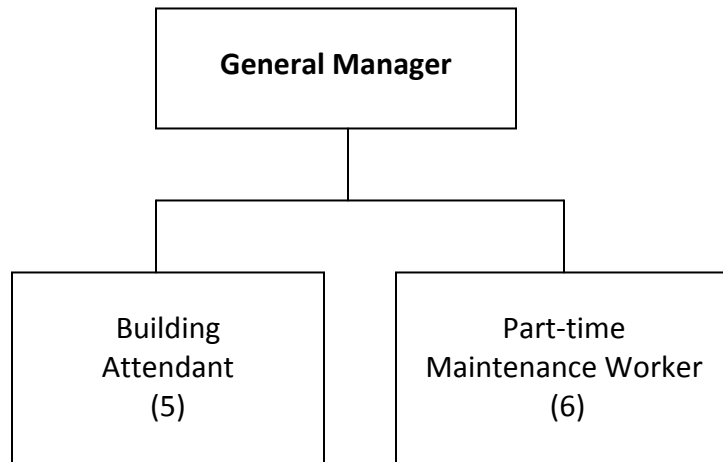 General Manager
Building
Attendant
(5)
Part-time
Maintenance Worker
(6)